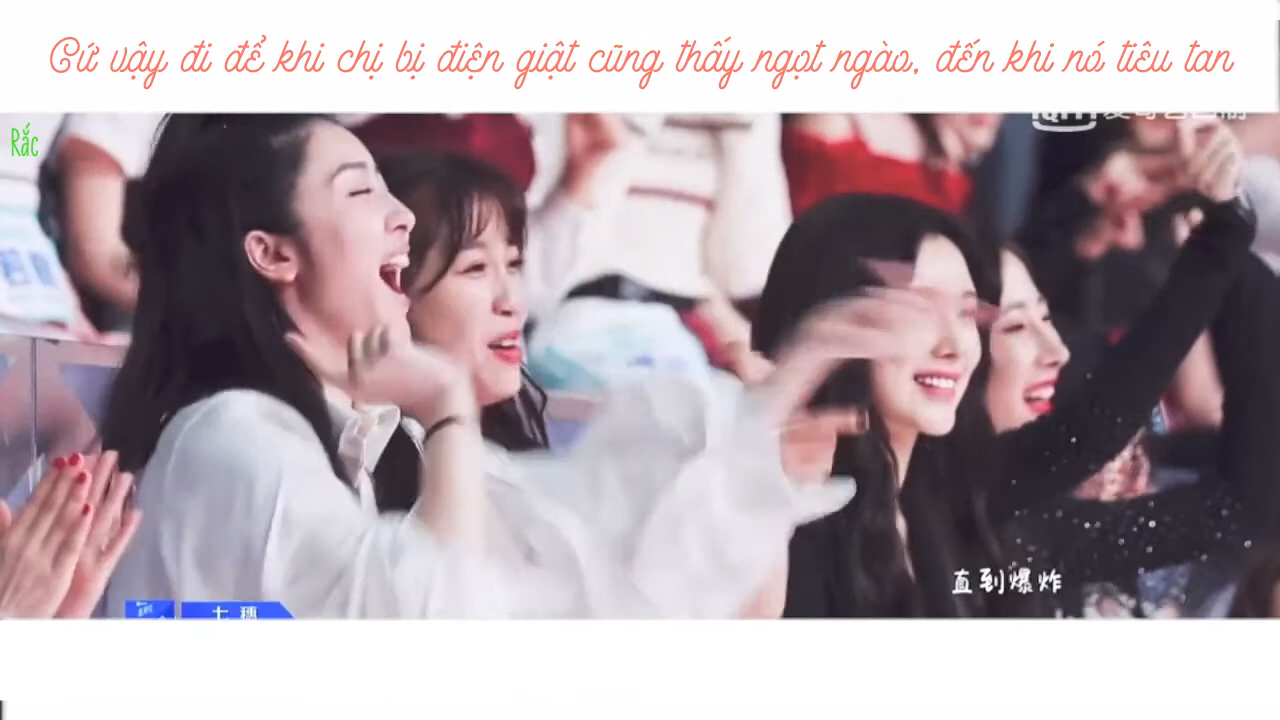 Cứ vậy đi để khi chị bị điện giật cũng thấy ngọt ngào, đến khi nó tiêu tan
Rắc
直到爆炸